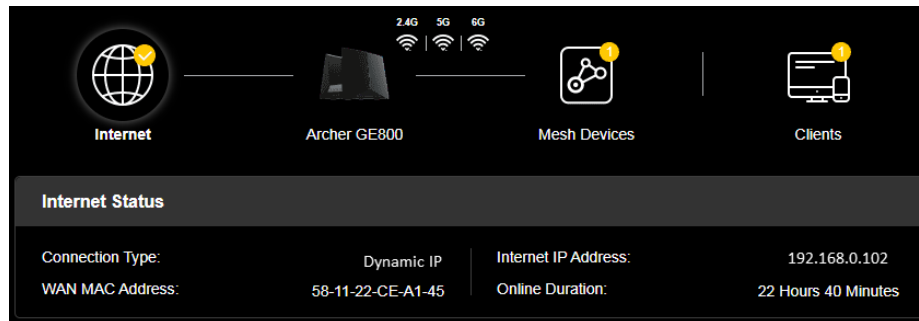 2.4G 5G 6G
1 1
Internet Archer GE800 Mesh Devices Clients
Internet Status
Connection Type: Dynamic IP Internet IP Address: 192.168.0.102
WAN MAC Address: 58-11-22-CE-A1-45 Online Duration: 22 Hours 40 Minutes